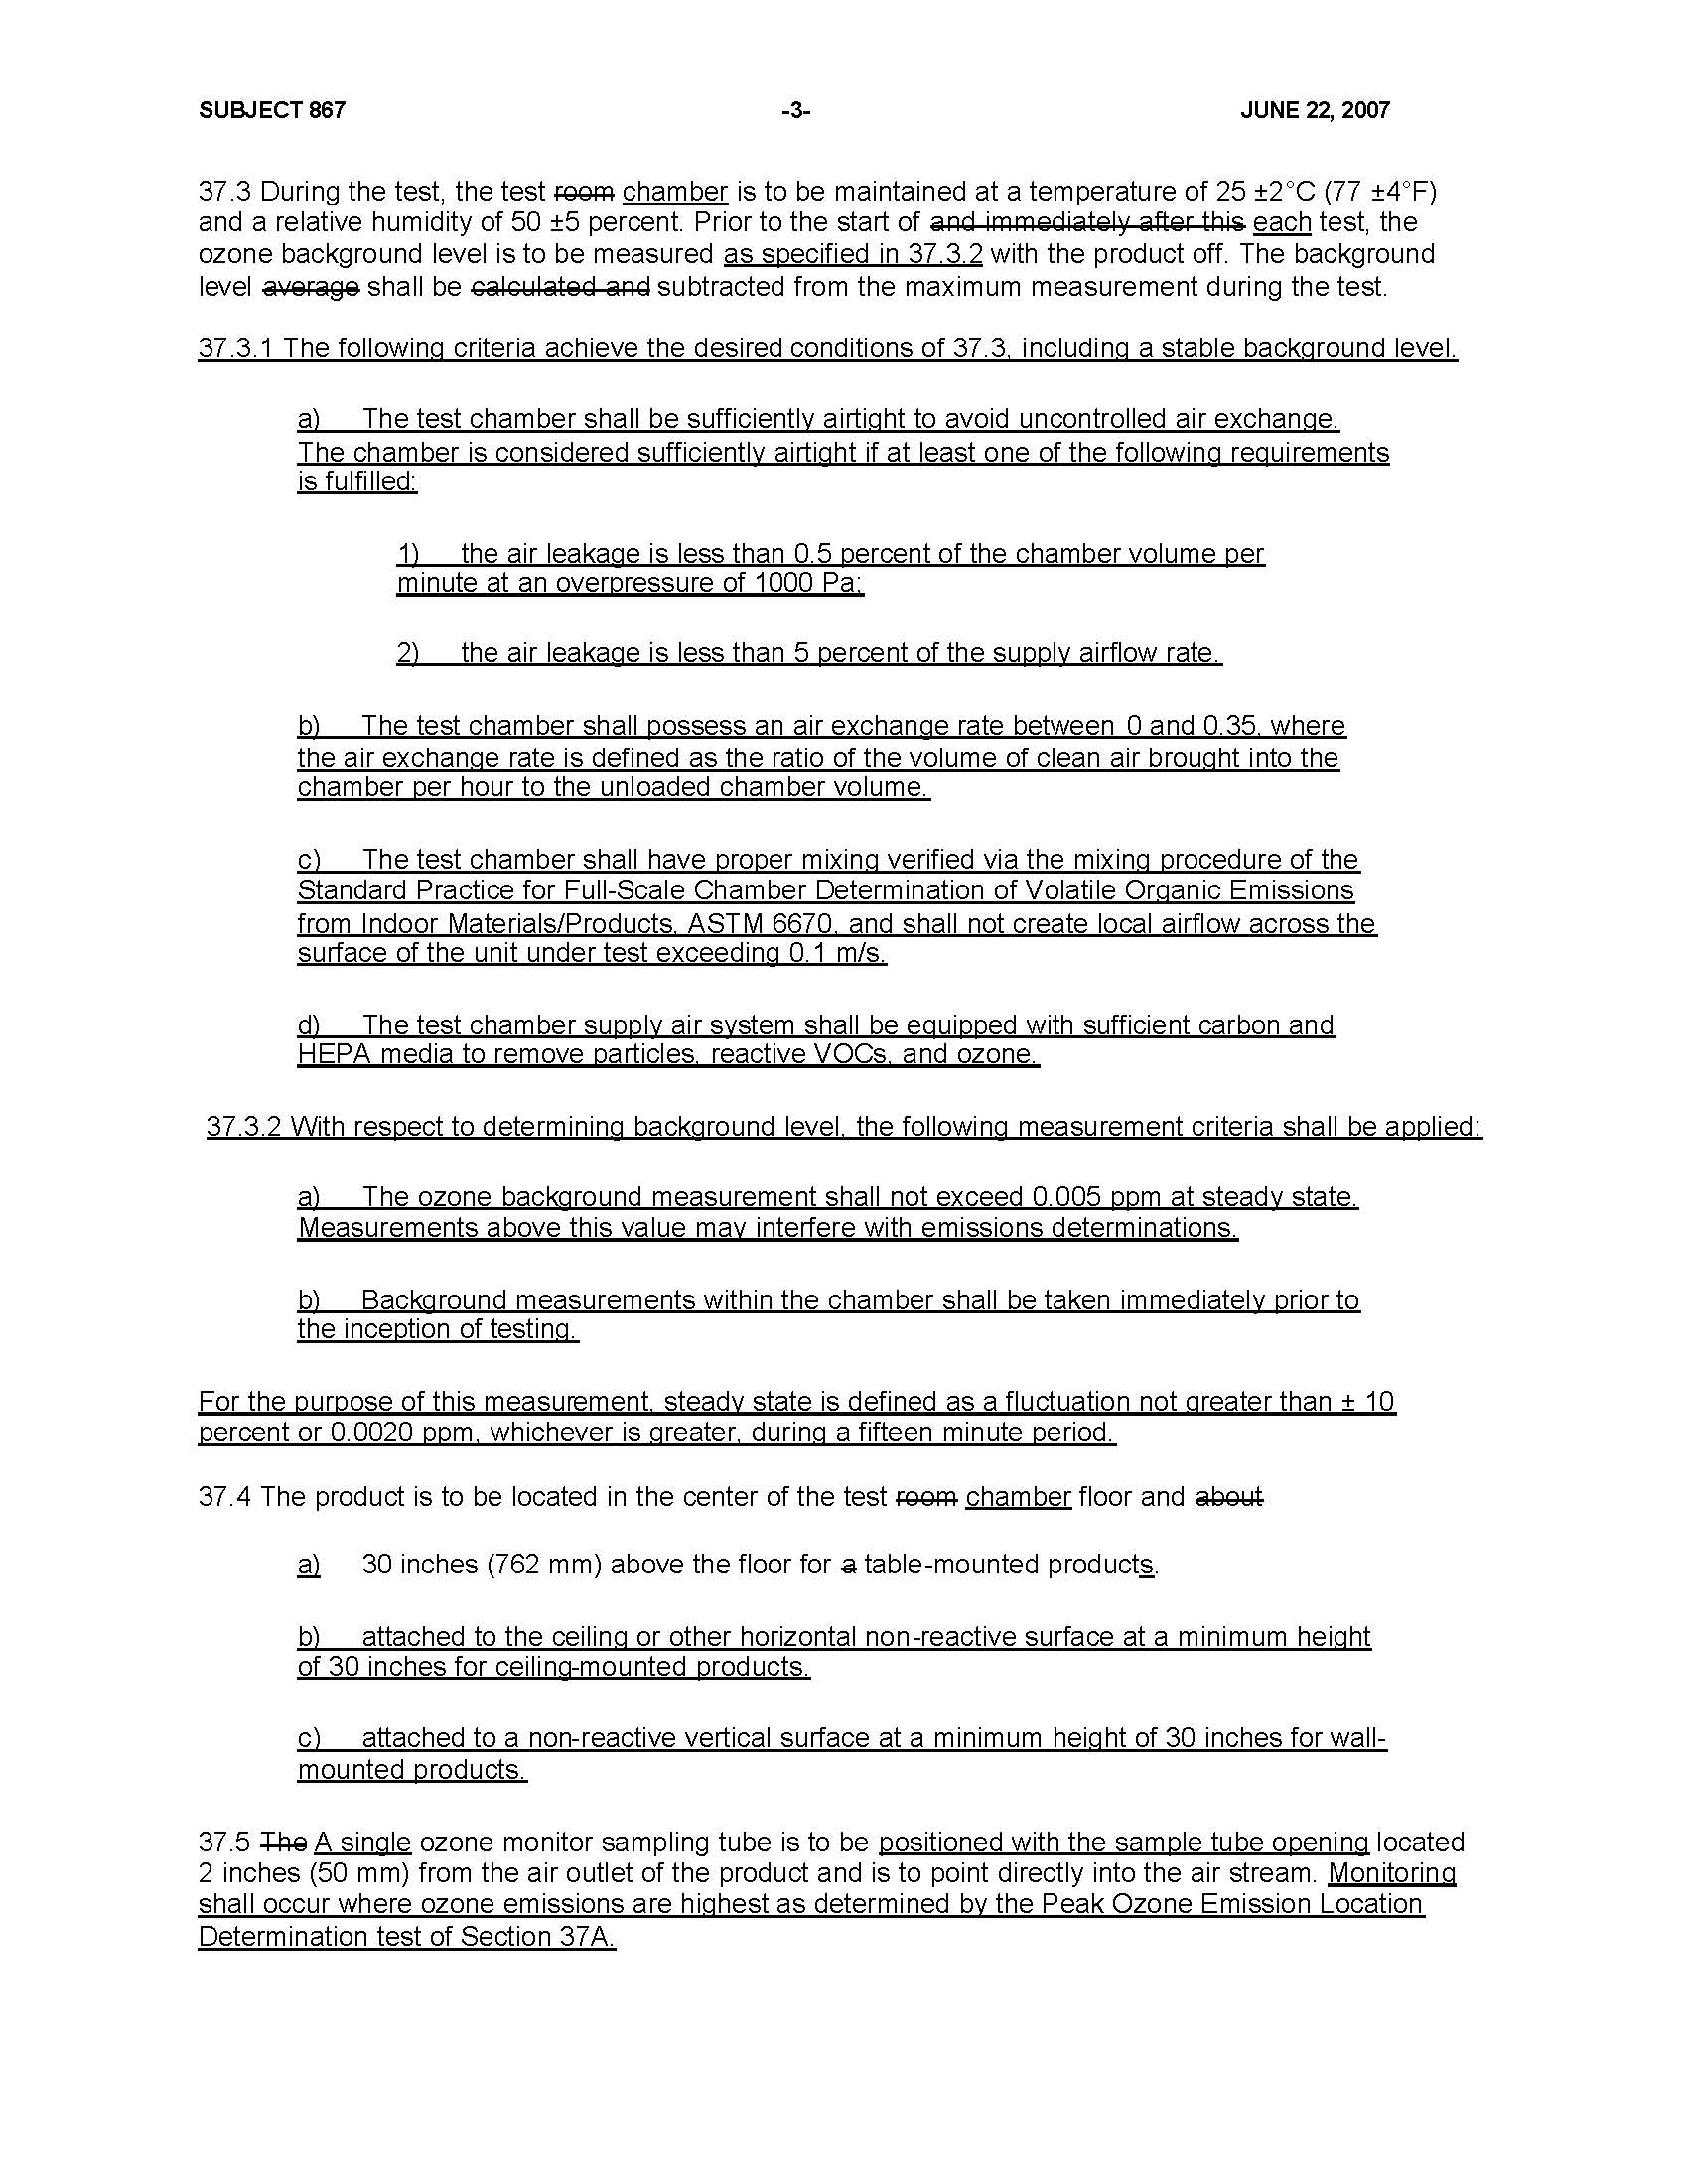 SUBJECT 867 -3- JUNE 22, 2007
37.3 During the test, the test room chamber is to be maintained at a temperature of 25 ±2°C (77 ±4°F)
and a relative humidity of 50 ±5 percent. Prior to the start of and immediately after this each test, the
ozone background level is to be measured as specified in 37.3.2 with the product off. The background
level average shall be calculated and subtracted from the maximum measurement during the test.
37.3.1 The following criteria achieve the desired conditions of 37.3, including a stable background level.
a) The test chamber shall be sufficiently airtight to avoid uncontrolled air exchange.
The chamber is considered sufficiently airtight if at least one of the following requirements
is fulfilled:
1) the air leakage is less than 0.5 percent of the chamber volume per
minute at an overpressure of 1000 Pa;
2) the air leakage is less than 5 percent of the supply airflow rate.
b) The test chamber shall possess an air exchange rate between 0 and 0.35, where
the air exchange rate is defined as the ratio of the volume of clean air brought into the
chamber per hour to the unloaded chamber volume.
c) The test chamber shall have proper mixing verified via the mixing procedure of the
Standard Practice for Full-Scale Chamber Determination of Volatile Organic Emissions
from Indoor Materials/Products, ASTM 6670, and shall not create local airflow across the
surface of the unit under test exceeding 0.1 m/s.
d) The test chamber supply air system shall be equipped with sufficient carbon and
HEPA media to remove particles, reactive VOCs, and ozone.
37.3.2 With respect to determining background level, the following measurement criteria shall be applied:
a) The ozone background measurement shall not exceed 0.005 ppm at steady state.
Measurements above this value may interfere with emissions determinations.
b) Background measurements within the chamber shall be taken immediately prior to
the inception of testing.
For the purpose of this measurement, steady state is defined as a fluctuation not greater than ± 10
percent or 0.0020 ppm, whichever is greater, during a fifteen minute period.
37.4 The product is to be located in the center of the test room chamber floor and about
a) 30 inches (762 mm) above the floor for a table-mounted products.
b) attached to the ceiling or other horizontal non-reactive surface at a minimum height
of 30 inches for ceiling-mounted products.
c) attached to a non-reactive vertical surface at a minimum height of 30 inches for wall-
mounted products.
37.5 The A single ozone monitor sampling tube is to be positioned with the sample tube opening located
2 inches (50 mm) from the air outlet of the product and is to point directly into the air stream. Monitoring
shall occur where ozone emissions are highest as determined by the Peak Ozone Emission Location
Determination test of Section 37A.